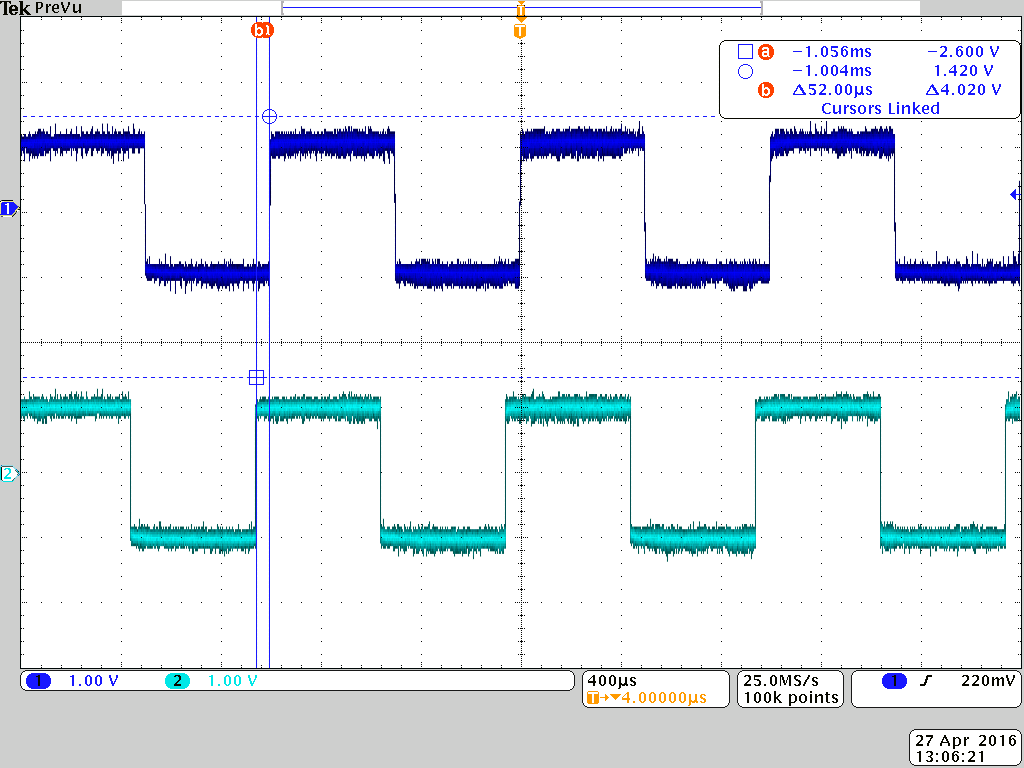 Tek PreVu
T
b1 T
a −1.056ms −2.600 V
−1.004ms 1.420 V
b Δ52.00µs Δ4.020 V
Cursors Linked
1
2
1 1.00 V 2 1.00 V 400µs 25.0MS/s 1 220mV
T→▼4.00000µs 100k points
27 Apr 2016
13:06:21